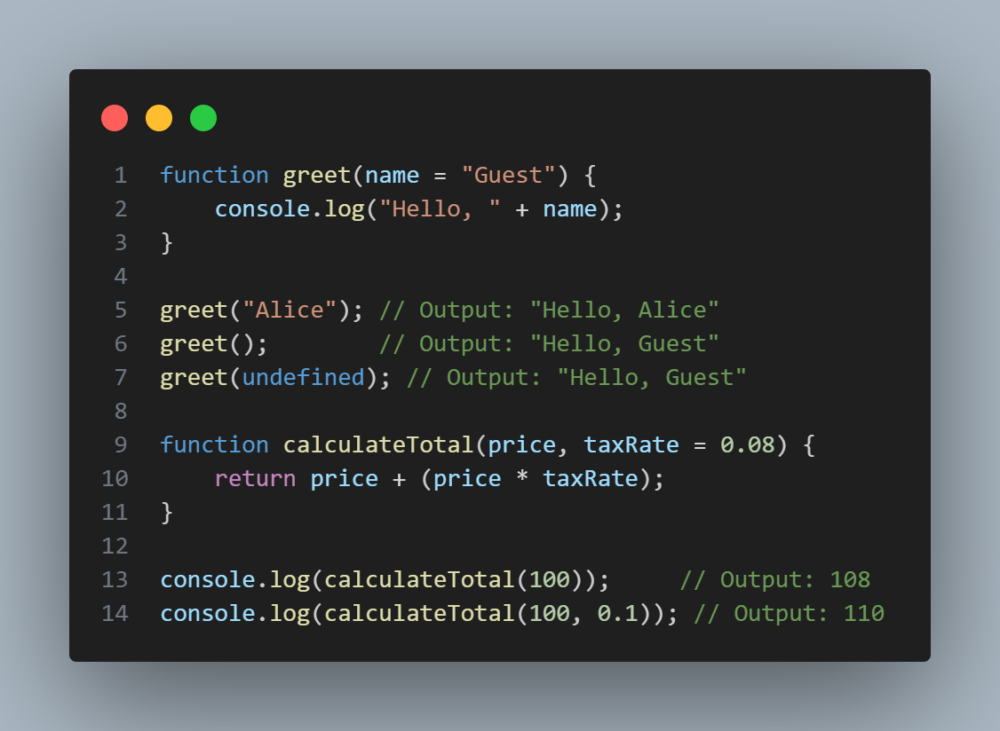 1 function greet(name = "Guest") {
2     console.log("Hello, " + name);
3 }
4
5 greet("Alice"); // Output: "Hello, Alice"
6 greet();        // Output: "Hello, Guest"
7 greet(undefined); // Output: "Hello, Guest"
8
9 function calculateTotal(price, taxRate = 0.08) {
10     return price + (price * taxRate);
11 }
12
13 console.log(calculateTotal(100));     // Output: 108
14 console.log(calculateTotal(100, 0.1)); // Output: 110